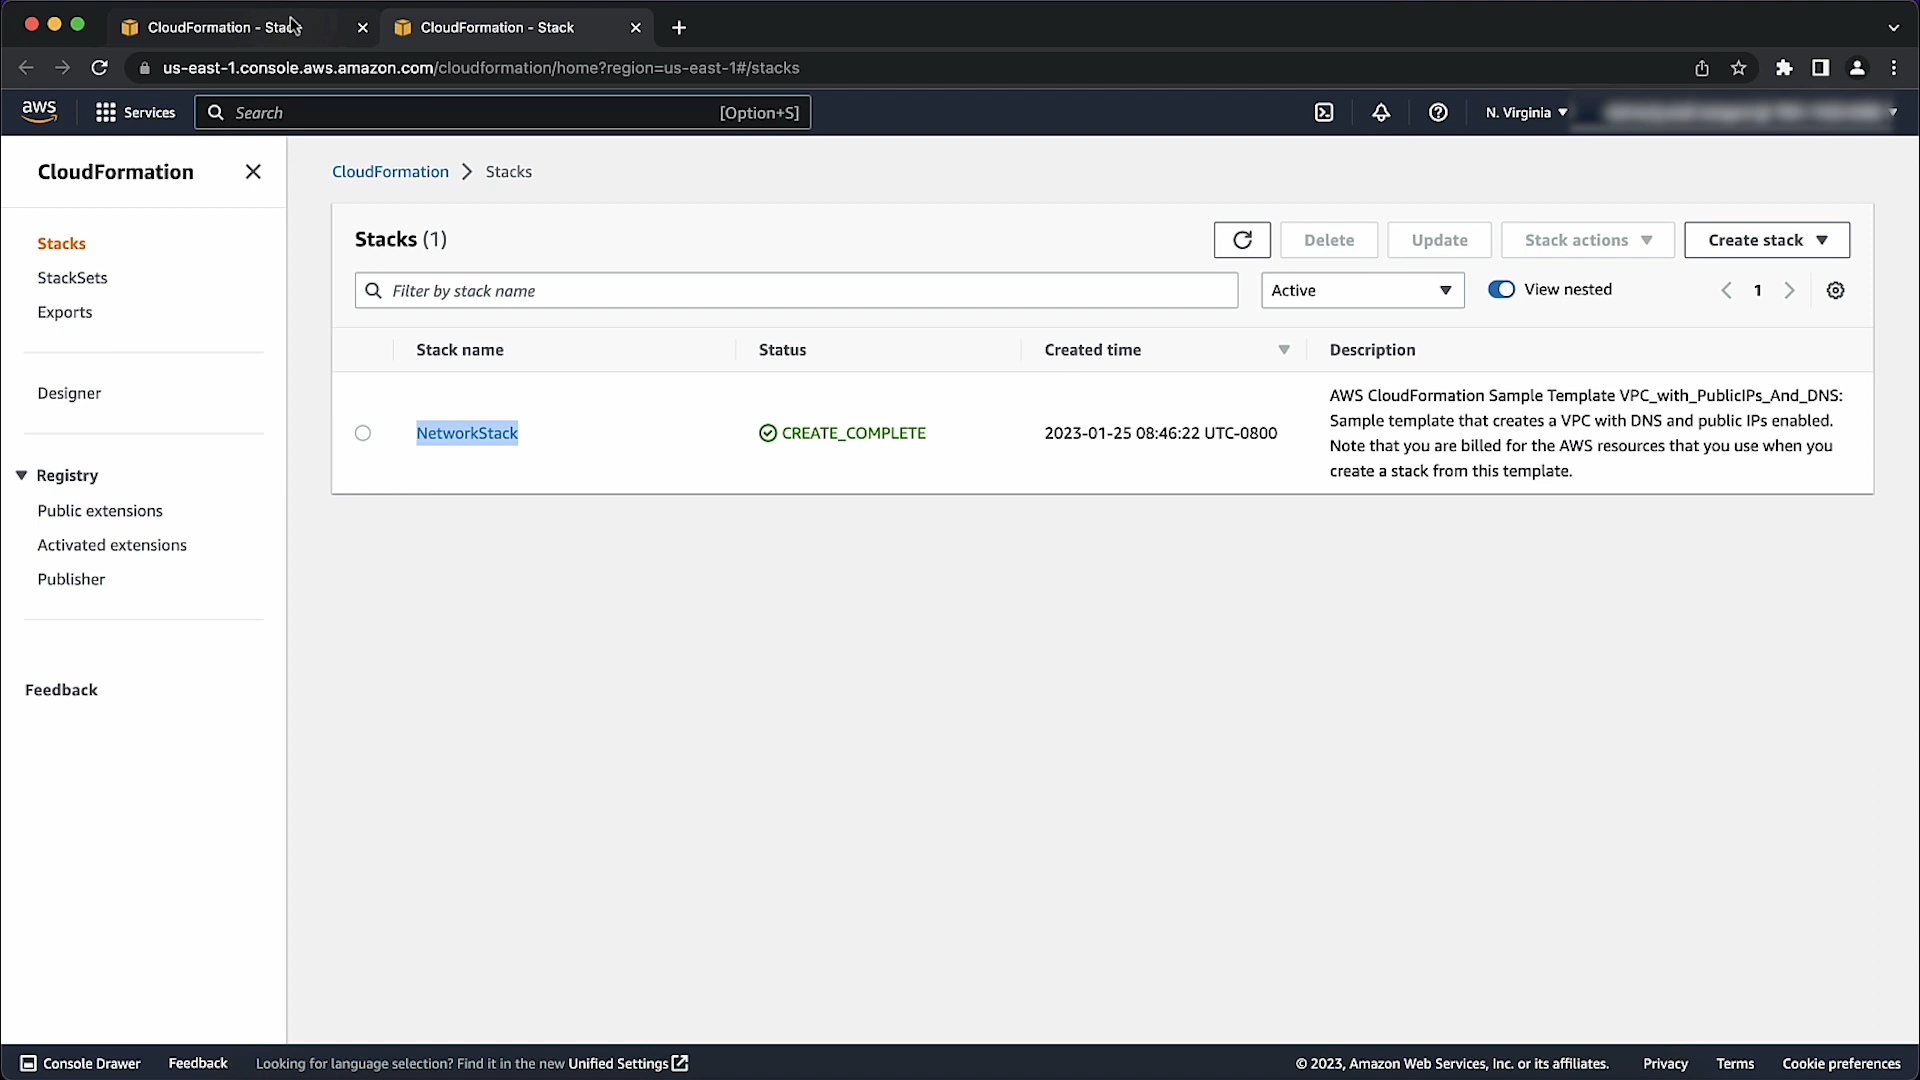 CloudFormation - Stack
CloudFormation - Stack
us-east-1.console.aws.amazon.com/cloudformation/home?region=us-east-1#/stacks
aws
Services
Search
[Option+S]
N. Virginia
CloudFormation
Stacks
StackSets
Exports
Designer
Registry
Public extensions
Activated extensions
Publisher
Feedback
CloudFormation
Stacks
Stacks (1)
Delete
Update
Stack actions
Create stack
Filter by stack name
Active
View nested
1
Stack name
Status
Created time
Description
NetworkStack
CREATE_COMPLETE
2023-01-25 08:46:22 UTC-0800
AWS CloudFormation Sample Template VPC_with_PublicIPs_And_DNS:
Sample template that creates a VPC with DNS and public IPs enabled.
Note that you are billed for the AWS resources that you use when you
create a stack from this template.
Console Drawer
Feedback
Looking for language selection? Find it in the new Unified Settings
© 2023, Amazon Web Services, Inc. or its affiliates.
Privacy
Terms
Cookie preferences